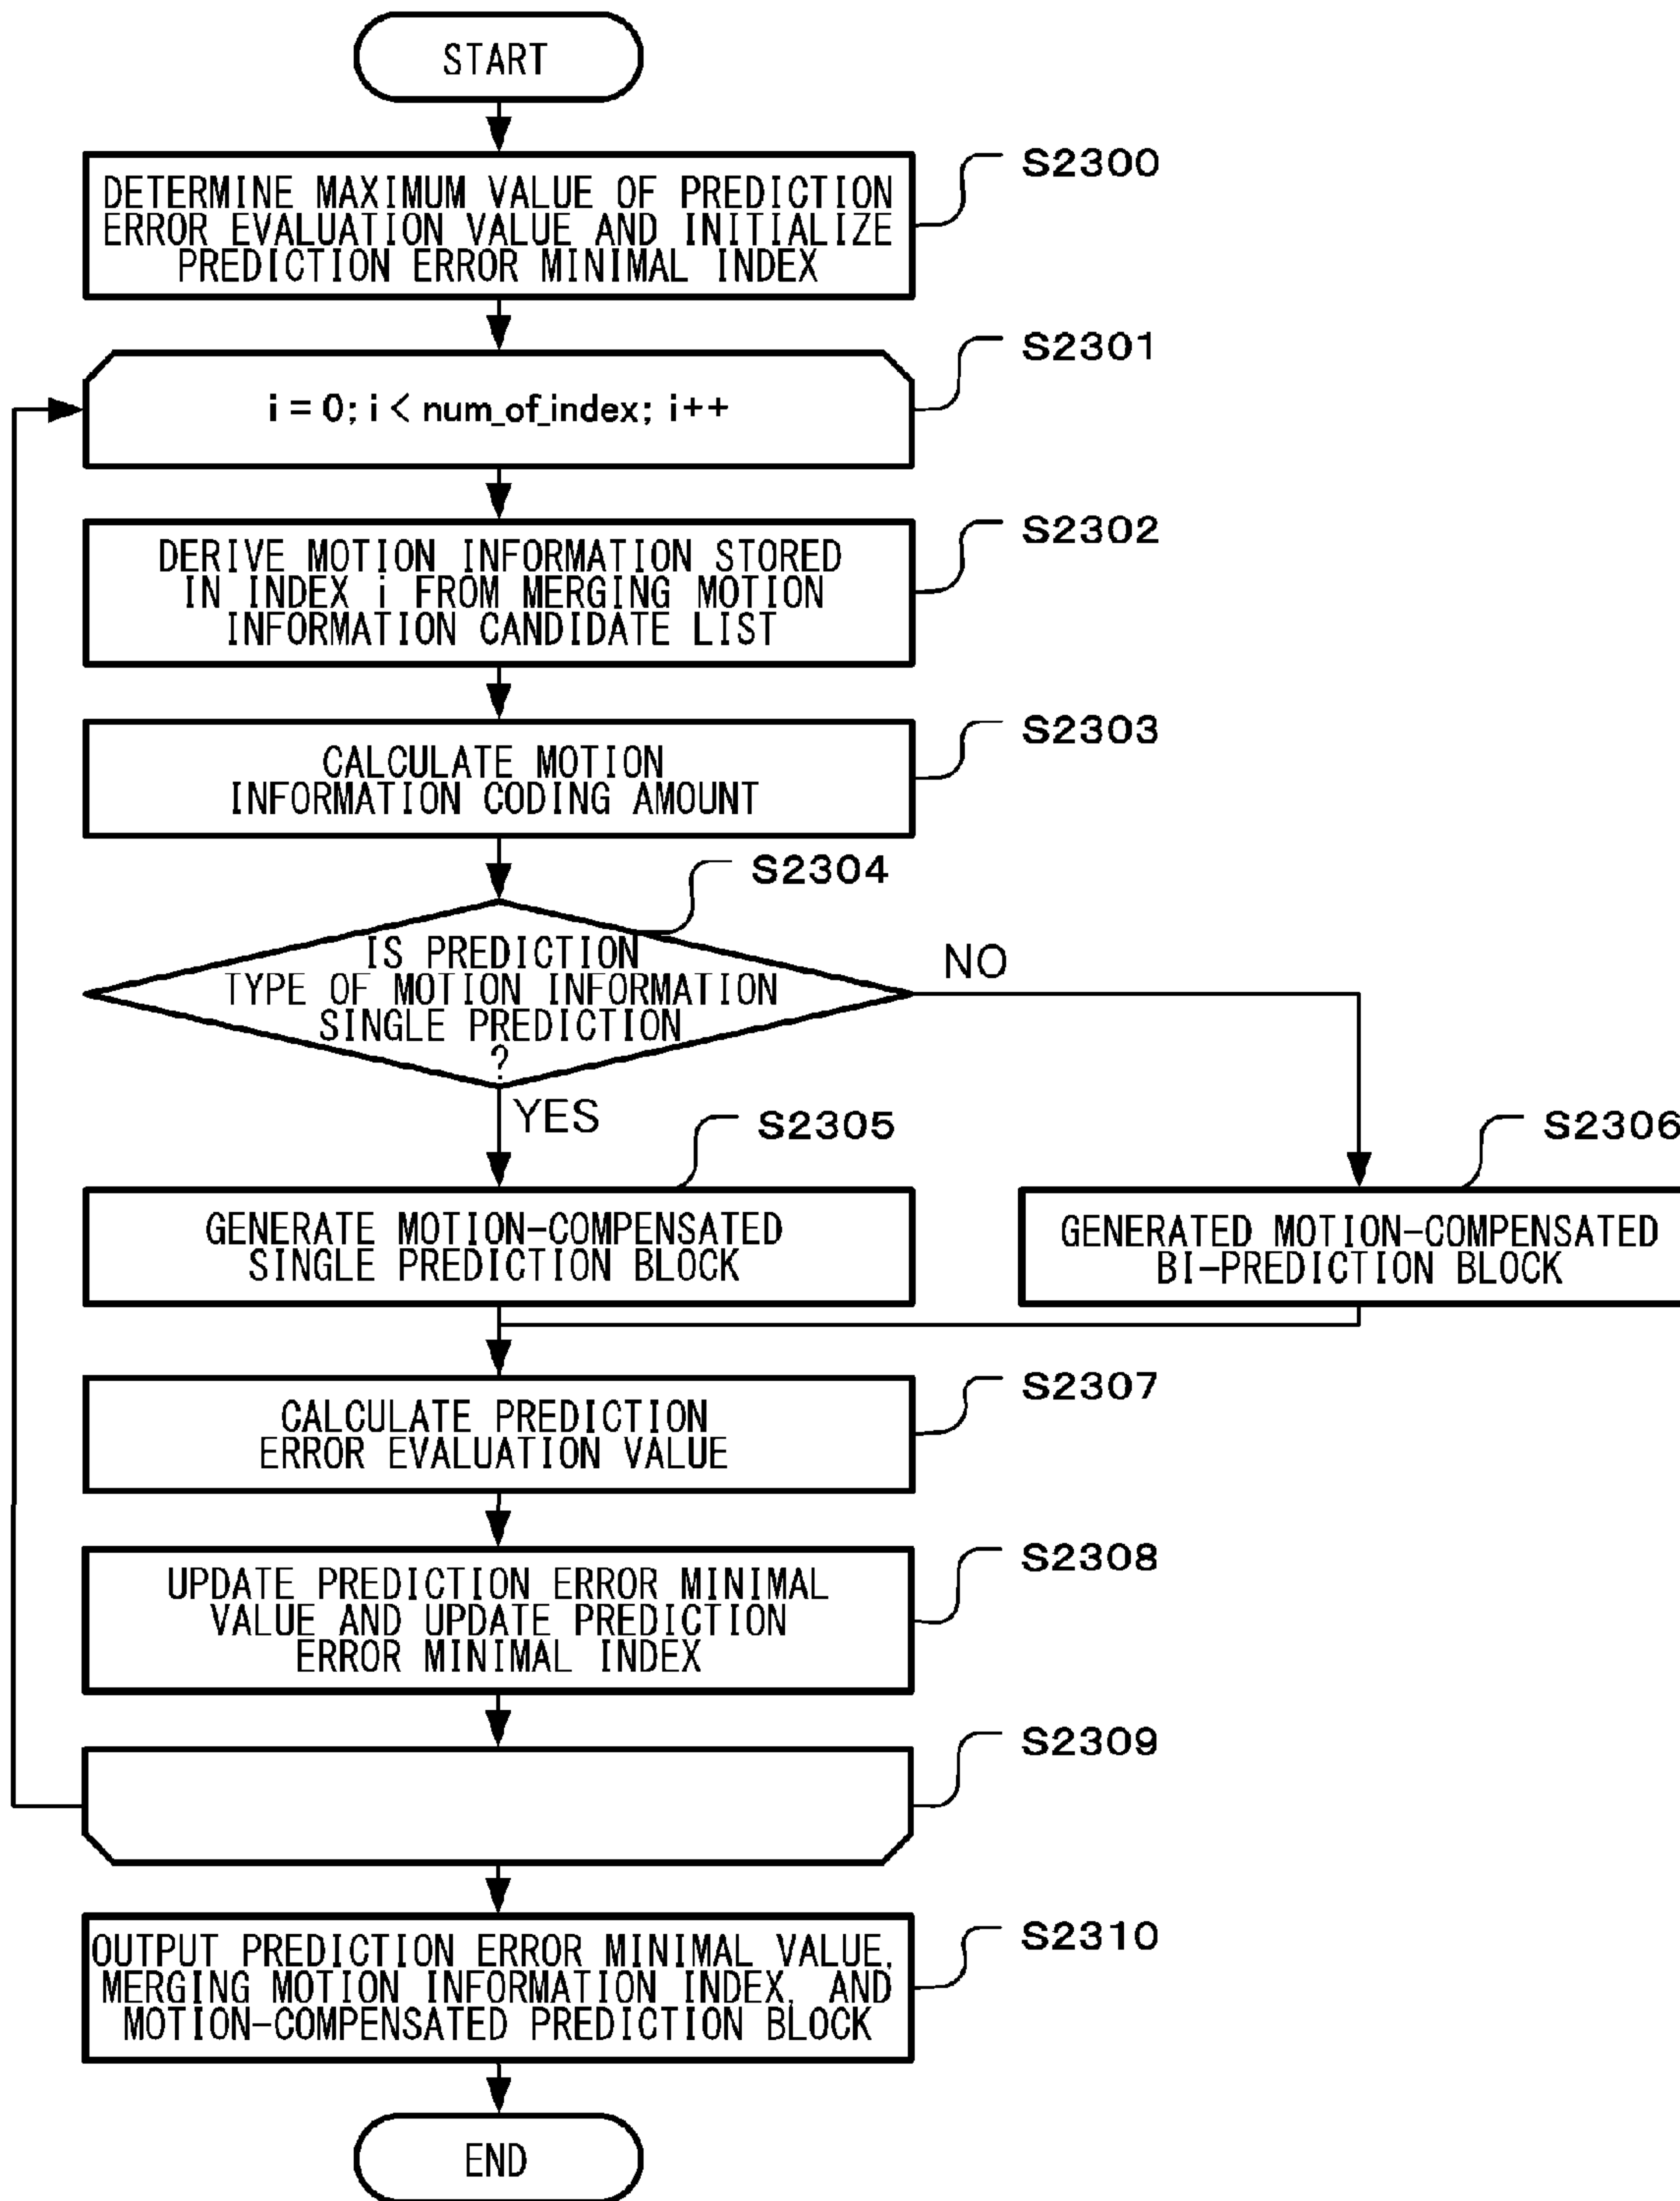 START
S2300
DETERMINE MAXIMUM VALUE OF PREDICTION
ERROR EVALUATION VALUE AND INITIALIZE
PREDICTION ERROR MINIMAL INDEX
S2301
i = 0; i < num_of_index; i++
S2302
DERIVE MOTION INFORMATION STORED
IN INDEX i FROM MERGING MOTION
INFORMATION CANDIDATE LIST
S2303
CALCULATE MOTION
INFORMATION CODING AMOUNT
S2304
IS PREDICTION
TYPE OF MOTION INFORMATION
SINGLE PREDICTION
?
NO
YES
S2305
GENERATE MOTION-COMPENSATED
SINGLE PREDICTION BLOCK
S2306
GENERATED MOTION-COMPENSATED
BI-PREDICTION BLOCK
S2307
CALCULATE PREDICTION
ERROR EVALUATION VALUE
S2308
UPDATE PREDICTION ERROR MINIMAL
VALUE AND UPDATE PREDICTION
ERROR MINIMAL INDEX
S2309
S2310
OUTPUT PREDICTION ERROR MINIMAL VALUE,
MERGING MOTION INFORMATION INDEX, AND
MOTION-COMPENSATED PREDICTION BLOCK
END